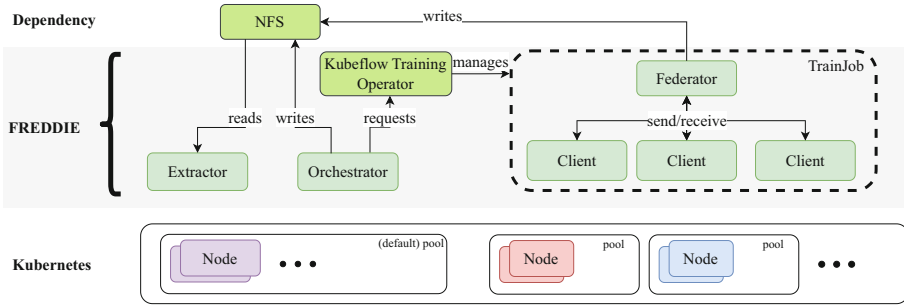 Dependency
NFS
writes
Kubeflow Training
Operator
manages
TrainJob
Federator
FREDDIE
reads
writes
requests
send/receive
Extractor
Orchestrator
Client
Client
Client
(default) pool
pool
pool
Kubernetes
Node
Node
Node